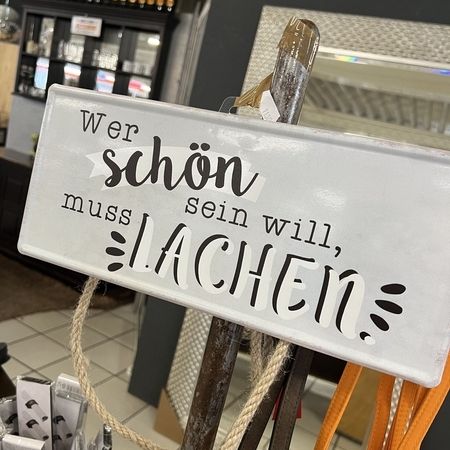 Wer
schön
sein will,
muss
LACHEN.